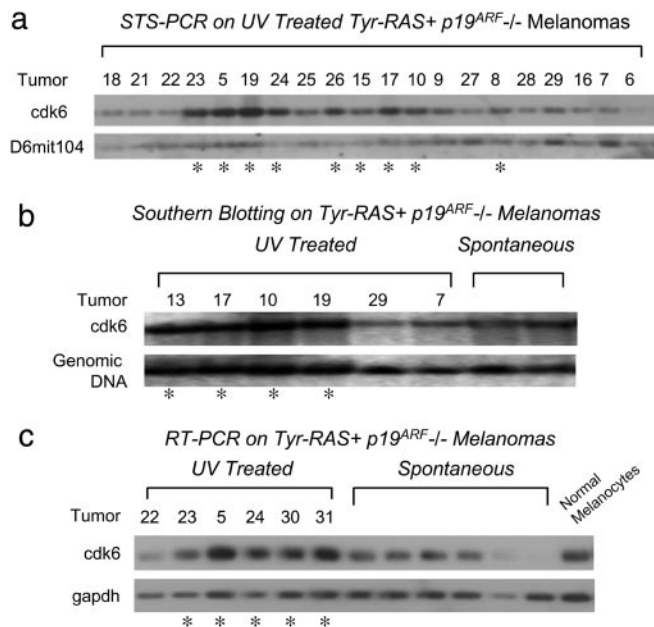 a
STS-PCR on UV Treated Tyr-RAS+ p19ARF-/- Melanomas
Tumor 18 21 22 23 5 19 24 25 26 15 17 10 9 27 8 28 29 16 7 6
cdk6
D6mit104
* * * * * * * * *
b
Southern Blotting on Tyr-RAS+ p19ARF-/- Melanomas
UV Treated Spontaneous
Tumor 13 17 10 19 29 7
cdk6
Genomic
DNA
* * * *
c
RT-PCR on Tyr-RAS+ p19ARF-/- Melanomas
UV Treated Spontaneous
Normal
Melanocytes
Tumor 22 23 5 24 30 31
cdk6
gapdh
* * * * *